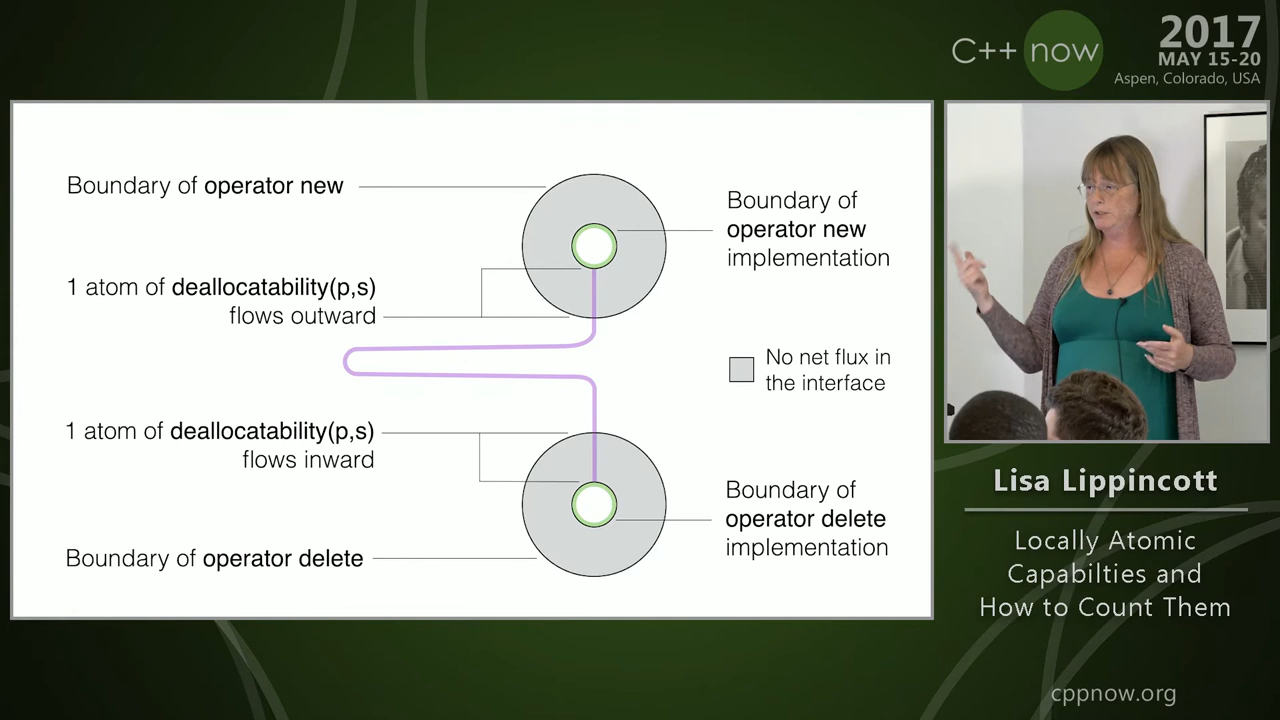 C++ now
2017
MAY 15-20
Aspen, Colorado, USA
Boundary of operator new
Boundary of
operator new
implementation
1 atom of deallocatability(p,s)
flows outward
No net flux in
the interface
1 atom of deallocatability(p,s)
flows inward
Boundary of
operator delete
implementation
Boundary of operator delete
Lisa Lippincott
Locally Atomic
Capabilties and
How to Count Them
cppnow.org